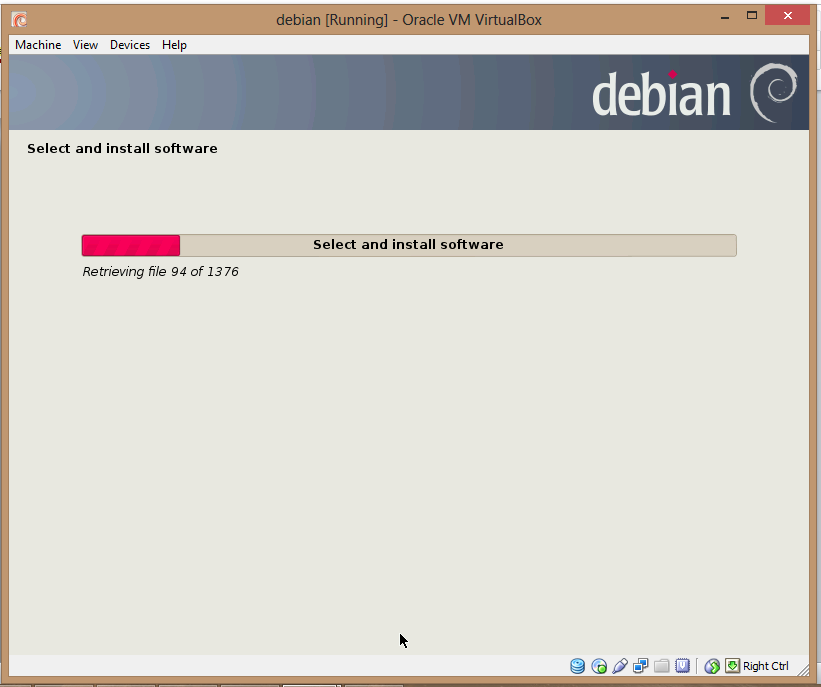 debian [Running] - Oracle VM VirtualBox
Machine View Devices Help
debian
Select and install software
Select and install software
Retrieving file 94 of 1376
Right Ctrl